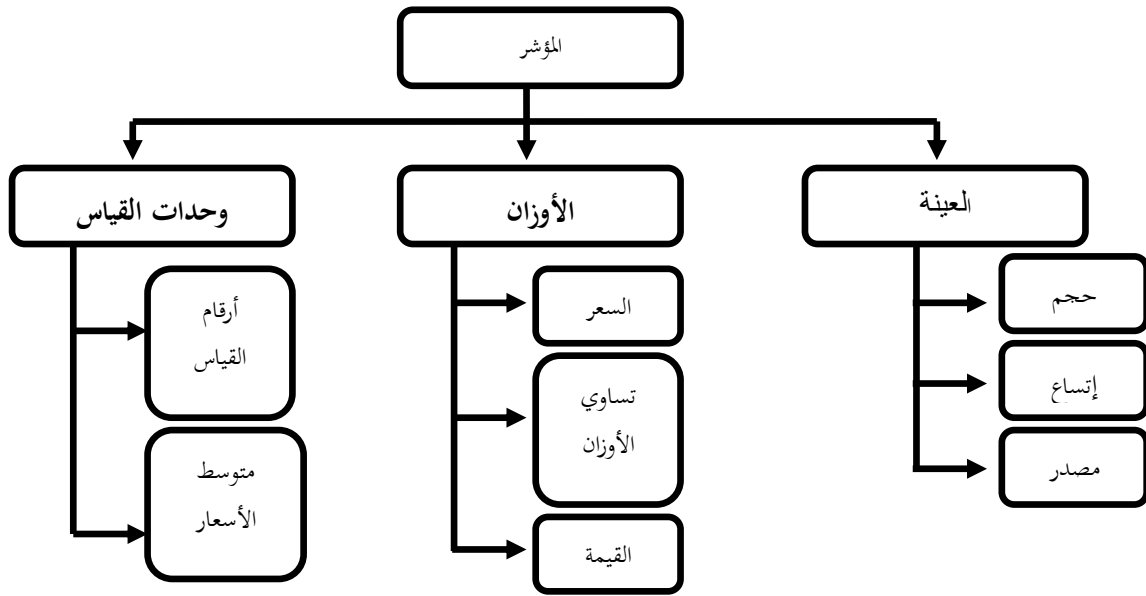 المؤشر
العينة
الأوزان
وحدات القياس
حجم
إتساع
مصدر
السعر
تساوي
الأوزان
القيمة
أرقام
القياس
متوسط
الأسعار